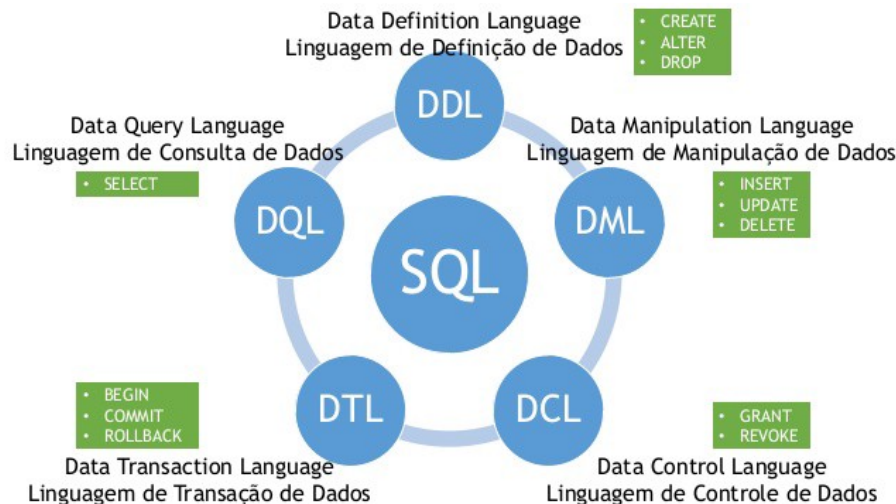 Data Definition Language
Linguagem de Definição de Dados
• CREATE
• ALTER
• DROP
DDL
Data Query Language
Linguagem de Consulta de Dados
• SELECT
DQL
Data Manipulation Language
Linguagem de Manipulação de Dados
• INSERT
• UPDATE
• DELETE
DML
SQL
• BEGIN
• COMMIT
• ROLLBACK
DTL
Data Transaction Language
Linguagem de Transação de Dados
DCL
• GRANT
• REVOKE
Data Control Language
Linguagem de Controle de Dados